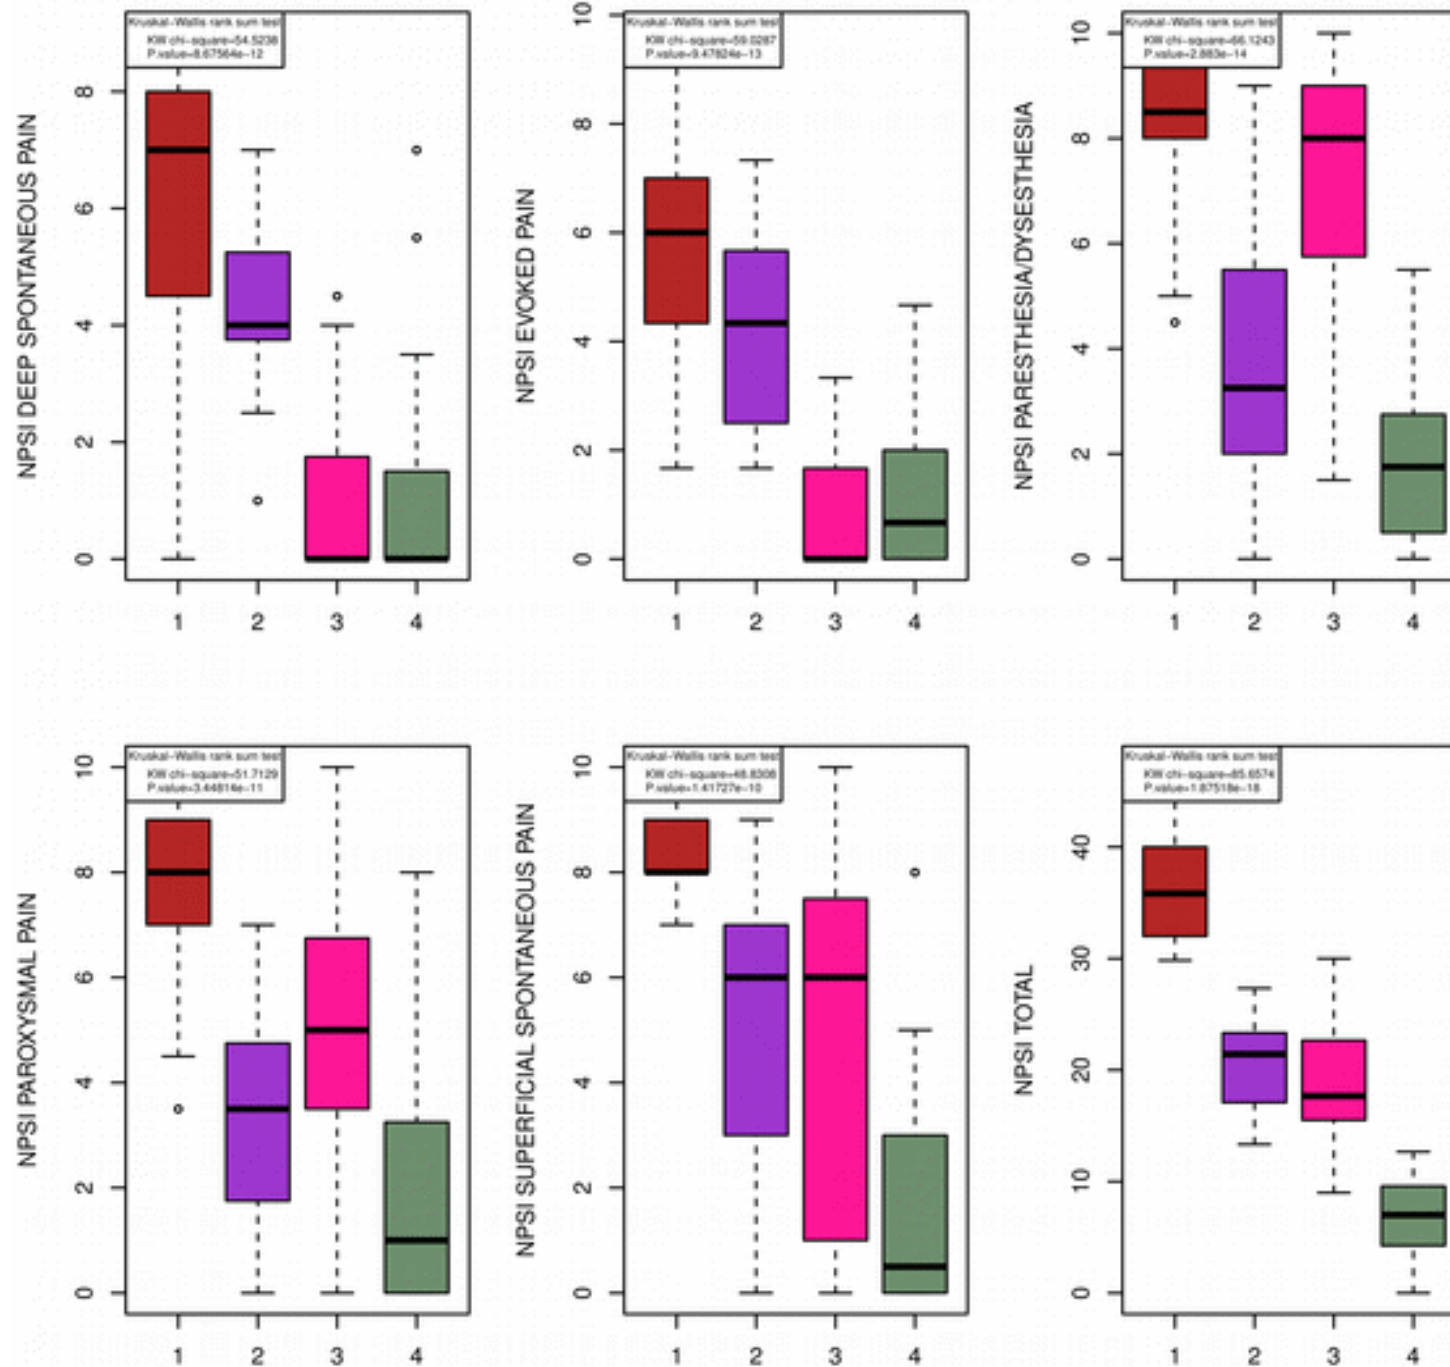 Kruskal-Wallis rank sum test
KW chi-square=54.5238
P.value=8.67564e-12
NPSI DEEP SPONTANEOUS PAIN
8
6
4
2
0
1 2 3 4
Kruskal-Wallis rank sum test
KW chi-square=59.0287
P.value=9.47824e-13
NPSI EVOKED PAIN
10
8
6
4
2
0
1 2 3 4
Kruskal-Wallis rank sum test
KW chi-square=66.1243
P.value=2.883e-14
NPSI PARESTHESIA/DYSESTHESIA
10
8
6
4
2
0
1 2 3 4
Kruskal-Wallis rank sum test
KW chi-square=51.7129
P.value=3.44814e-11
NPSI PAROXYSMAL PAIN
10
8
6
4
2
0
1 2 3 4
Kruskal-Wallis rank sum test
KW chi-square=48.8308
P.value=1.41727e-10
NPSI SUPERFICIAL SPONTANEOUS PAIN
10
8
6
4
2
0
1 2 3 4
Kruskal-Wallis rank sum test
KW chi-square=85.6574
P.value=1.87518e-18
NPSI TOTAL
40
30
20
10
0
1 2 3 4